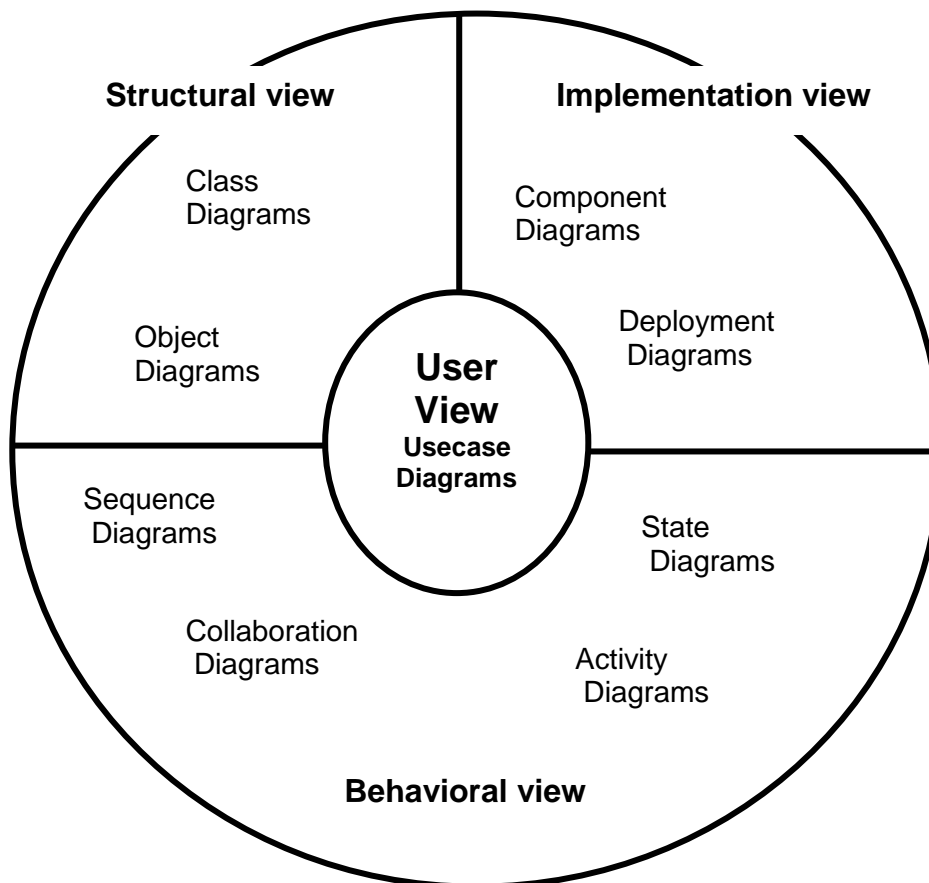 Structural view
Class
Diagrams
Object
Diagrams
Implementation view
Component
Diagrams
Deployment
Diagrams
User
View
Usecase
Diagrams
Sequence
Diagrams
Collaboration
Diagrams
State
Diagrams
Activity
Diagrams
Behavioral view